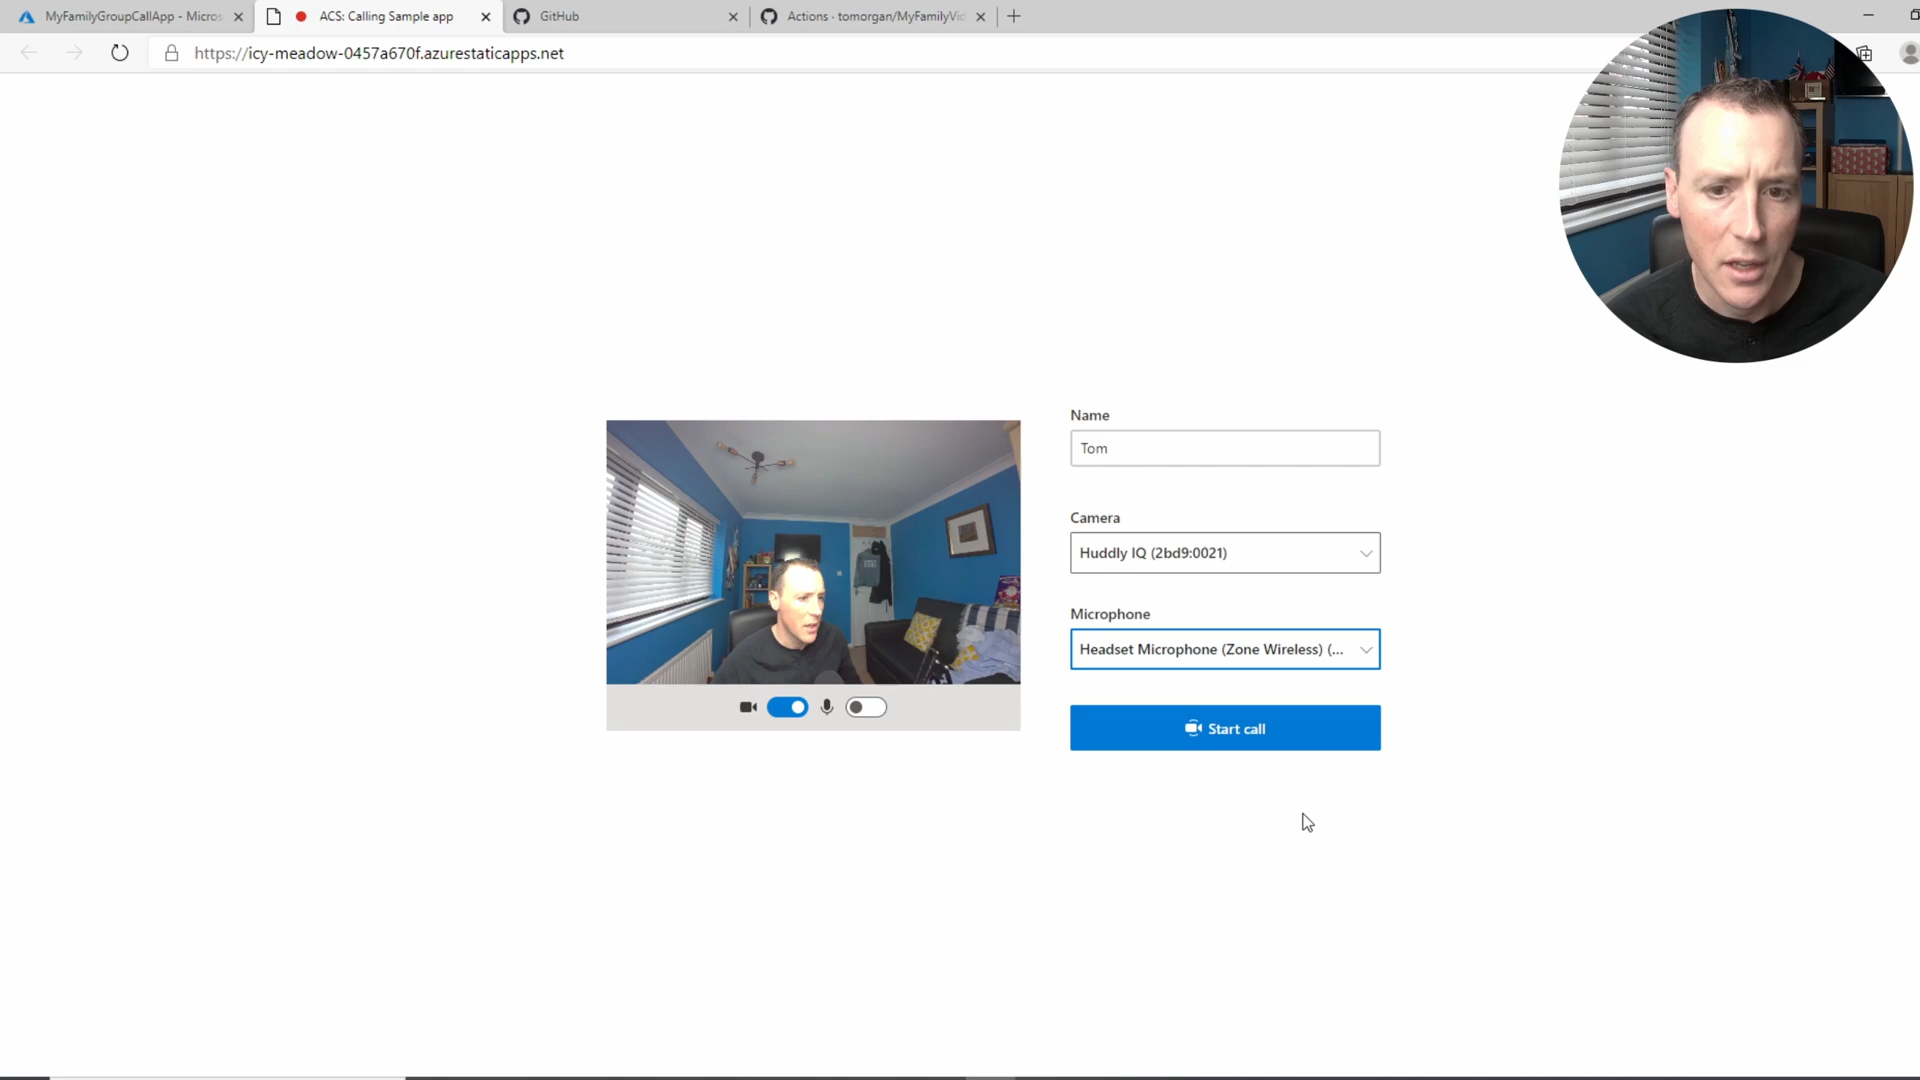 MyFamilyGroupCallApp - Micros
ACS: Calling Sample app
GitHub
Actions · tomorgan/MyFamilyVid
https://icy-meadow-0457a670f.azurestaticapps.net
Name
Tom
Camera
Huddly IQ (2bd9:0021)
Microphone
Headset Microphone (Zone Wireless) (...
Start call